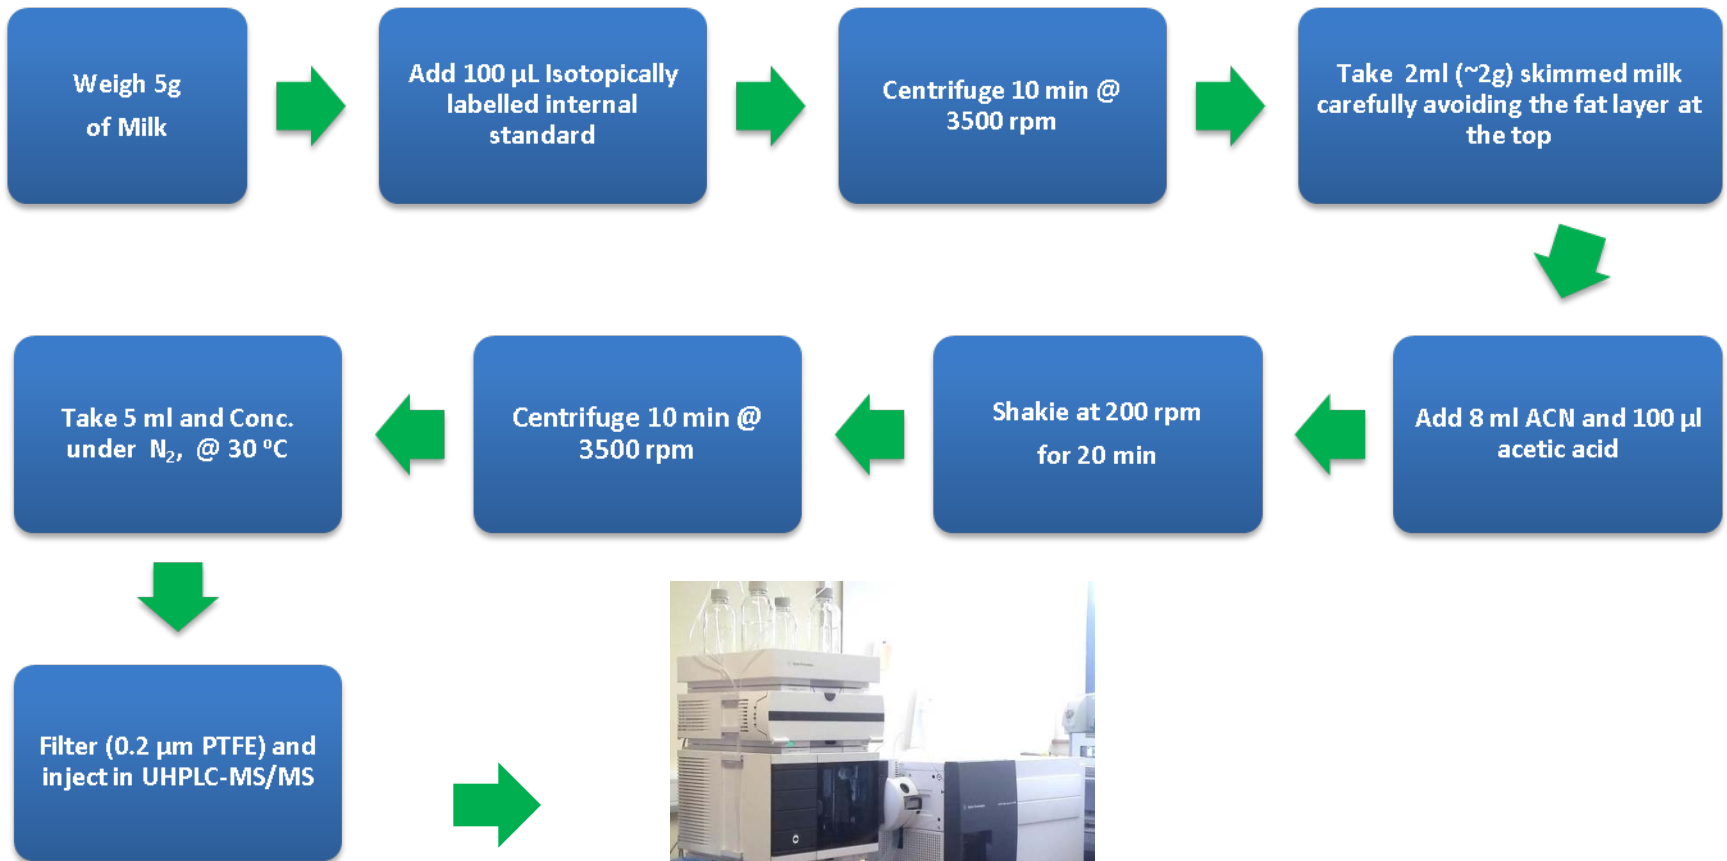 Weigh 5g
of Milk
Add 100 µL Isotopically
labelled internal
standard
Centrifuge 10 min @
3500 rpm
Take 2ml (~2g) skimmed milk
carefully avoiding the fat layer at
the top
Add 8 ml ACN and 100 µl
acetic acid
Shakie at 200 rpm
for 20 min
Centrifuge 10 min @
3500 rpm
Take 5 ml and Conc.
under N₂, @ 30 ºC
Filter (0.2 µm PTFE) and
inject in UHPLC-MS/MS